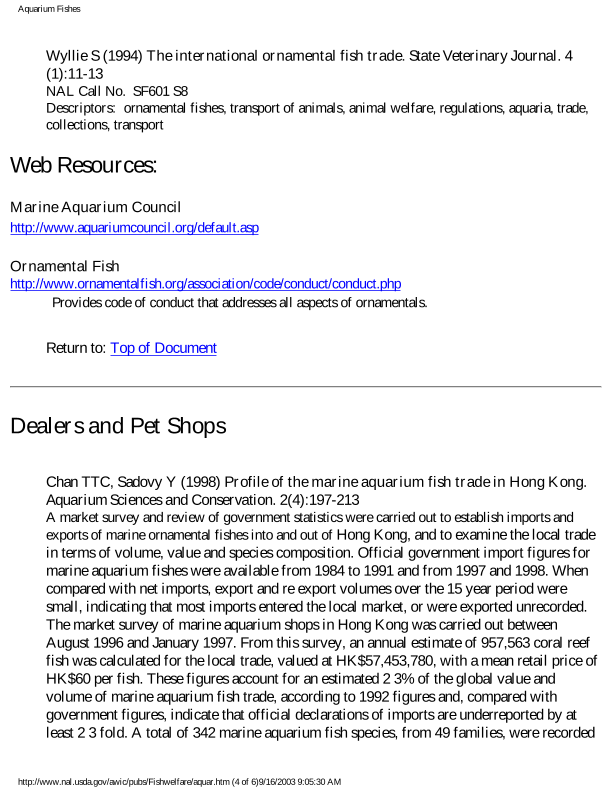 Aquarium Fishes
Wyllie S (1994) The international ornamental fish trade. State Veterinary Journal. 4
(1):11-13
NAL Call No. SF601 S8
Descriptors: ornamental fishes, transport of animals, animal welfare, regulations, aquaria, trade,
collections, transport
Web Resources:
Marine Aquarium Council
http://www.aquariumcouncil.org/default.asp
Ornamental Fish
http://www.ornamentalfish.org/association/code/conduct/conduct.php
Provides code of conduct that addresses all aspects of ornamentals.
Return to: Top of Document
Dealers and Pet Shops
Chan TTC, Sadovy Y (1998) Profile of the marine aquarium fish trade in Hong Kong.
Aquarium Sciences and Conservation. 2(4):197-213
A market survey and review of government statistics were carried out to establish imports and
exports of marine ornamental fishes into and out of Hong Kong, and to examine the local trade
in terms of volume, value and species composition. Official government import figures for
marine aquarium fishes were available from 1984 to 1991 and from 1997 and 1998. When
compared with net imports, export and re export volumes over the 15 year period were
small, indicating that most imports entered the local market, or were exported unrecorded.
The market survey of marine aquarium shops in Hong Kong was carried out between
August 1996 and January 1997. From this survey, an annual estimate of 957,563 coral reef
fish was calculated for the local trade, valued at HK$57,453,780, with a mean retail price of
HK$60 per fish. These figures account for an estimated 2 3% of the global value and
volume of marine aquarium fish trade, according to 1992 figures and, compared with
government figures, indicate that official declarations of imports are underreported by at
least 2 3 fold. A total of 342 marine aquarium fish species, from 49 families, were recorded
http://www.nal.usda.gov/awic/pubs/Fishwelfare/aquar.htm (4 of 6)9/16/2003 9:05:30 AM